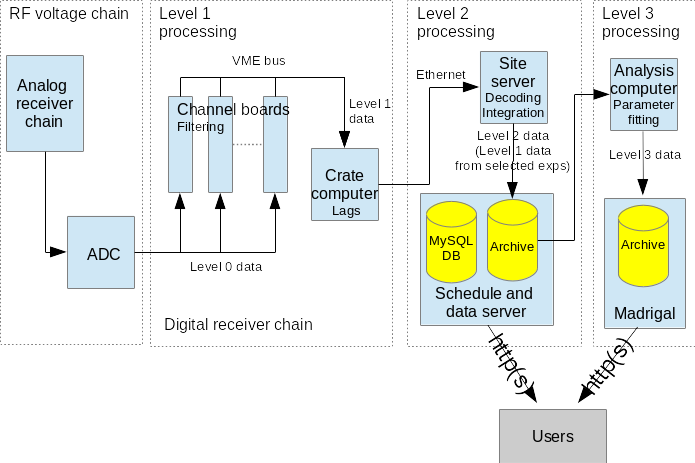 RF voltage chain
Analog
receiver
chain
ADC
Level 1
processing
VME bus
Channel boards
Filtering
Level 1
data
Crate
computer
Lags
Level 0 data
Digital receiver chain
Level 2
processing
Ethernet
Site
server
Decoding
Integration
Level 2 data
(Level 1 data
from selected exps)
MySQL
DB
Archive
Schedule and
data server
Level 3
processing
Analysis
computer
Parameter
fitting
Level 3 data
Archive
Madrigal
http(s)
http(s)
Users